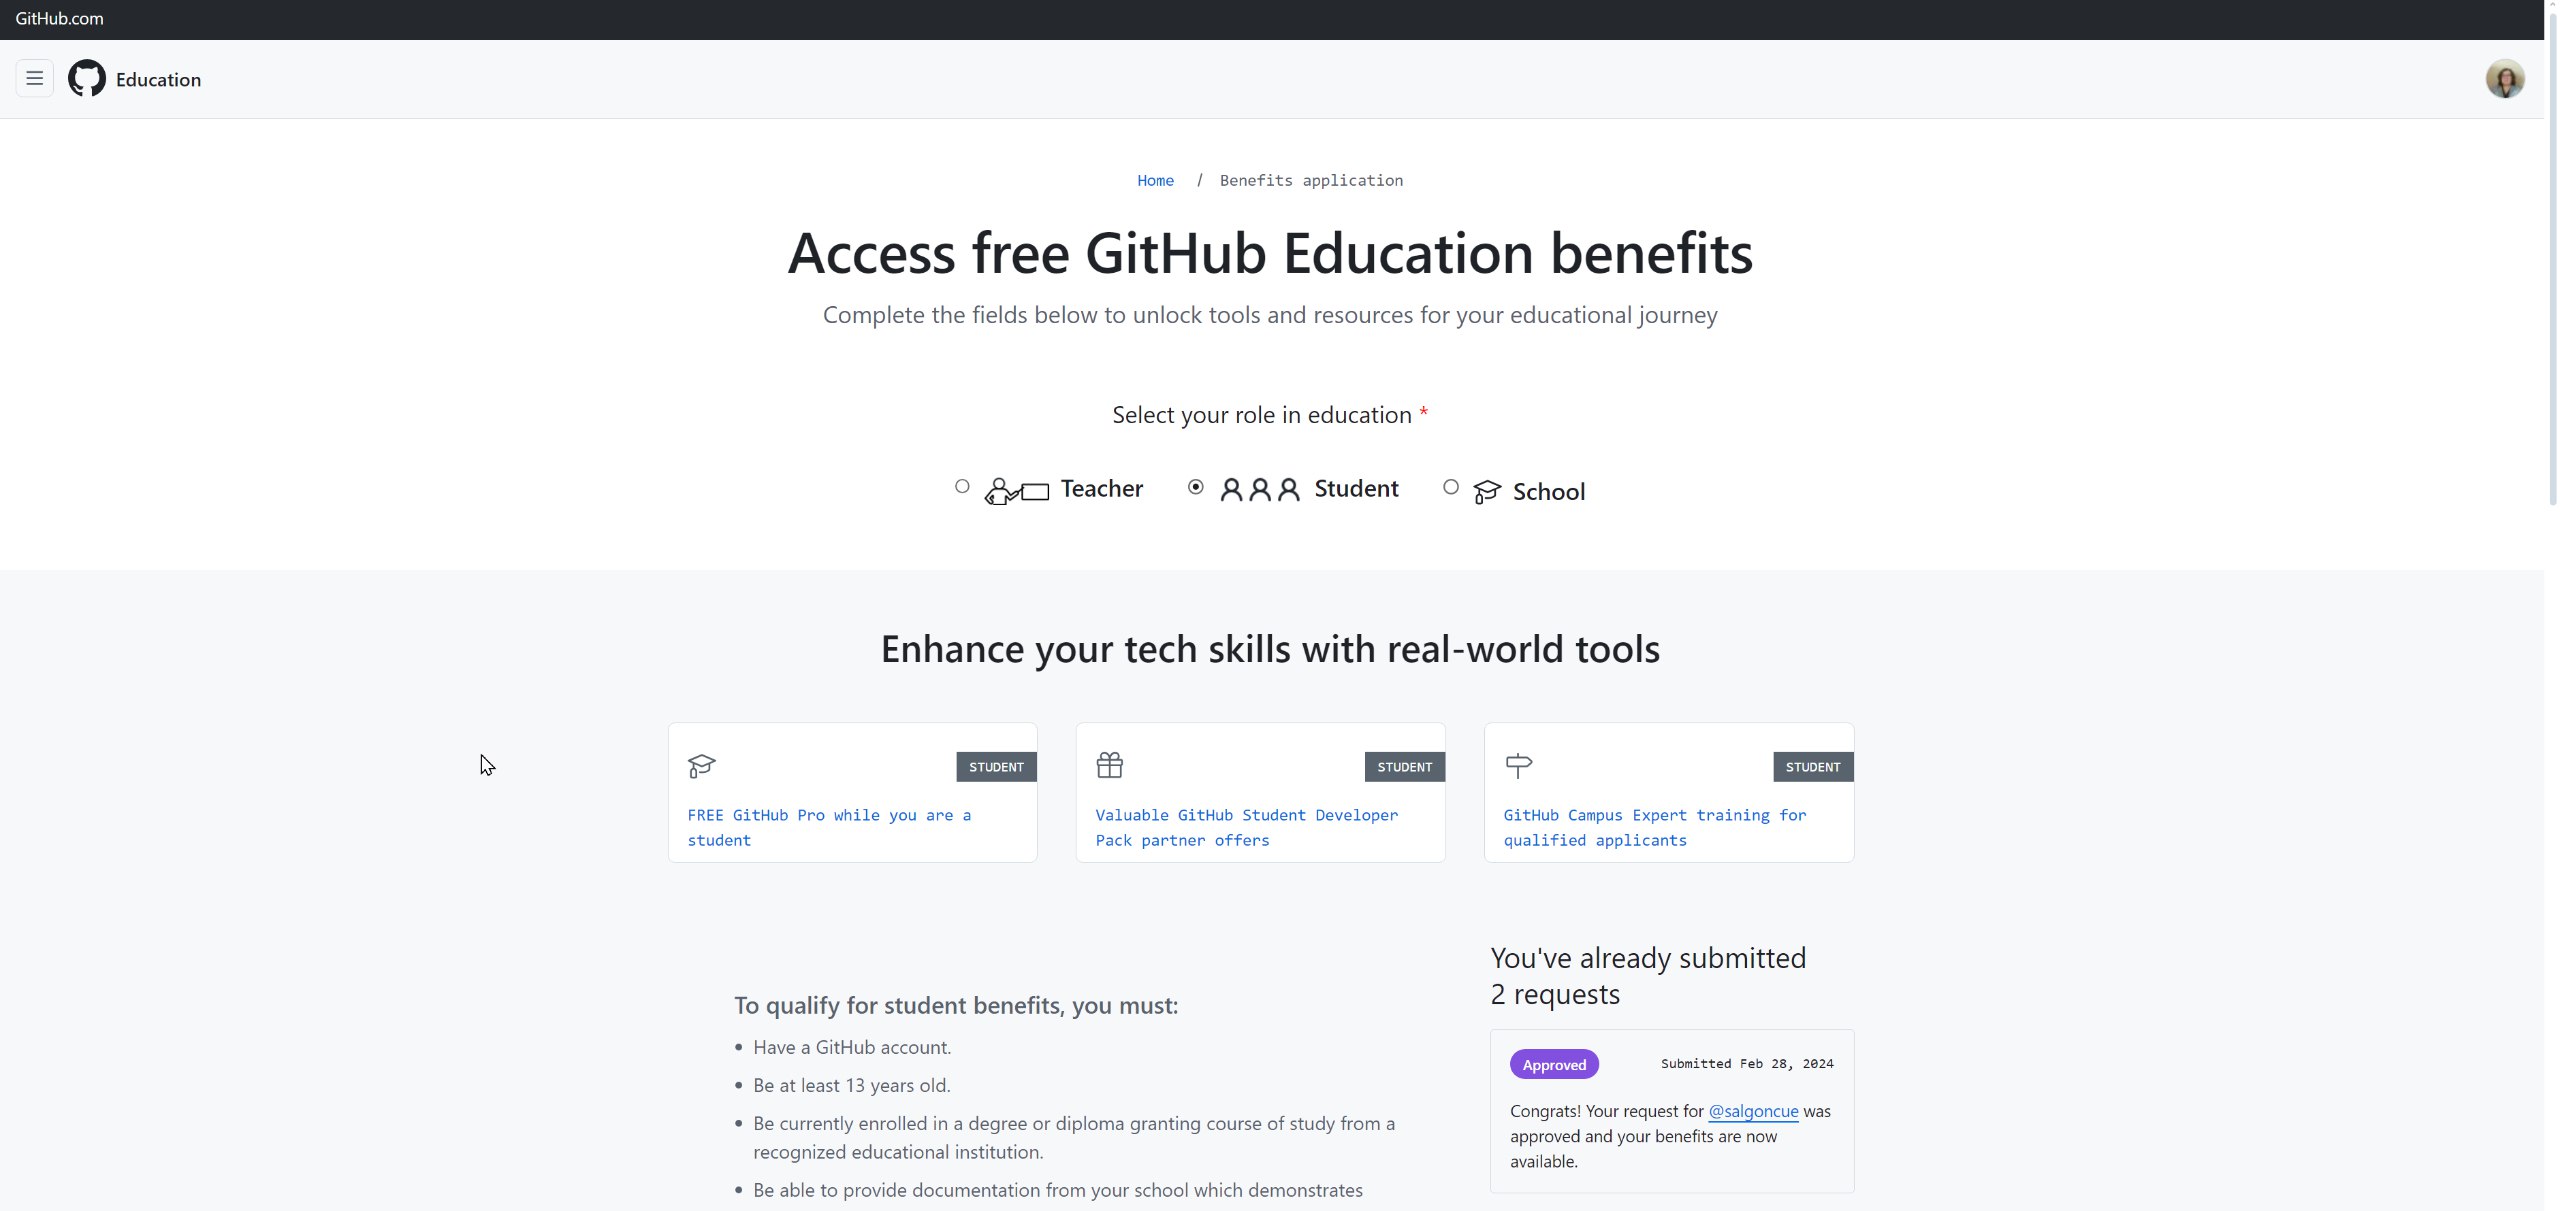 GitHub.com
Education
Home / Benefits application
Access free GitHub Education benefits
Complete the fields below to unlock tools and resources for your educational journey
Select your role in education *
Teacher
Student
School
Enhance your tech skills with real-world tools
STUDENT
FREE GitHub Pro while you are a
student
STUDENT
Valuable GitHub Student Developer
Pack partner offers
STUDENT
GitHub Campus Expert training for
qualified applicants
To qualify for student benefits, you must:
• Have a GitHub account.
• Be at least 13 years old.
• Be currently enrolled in a degree or diploma granting course of study from a
recognized educational institution.
• Be able to provide documentation from your school which demonstrates
You've already submitted
2 requests
Approved
Submitted Feb 28, 2024
Congrats! Your request for @salgoncue was
approved and your benefits are now
available.